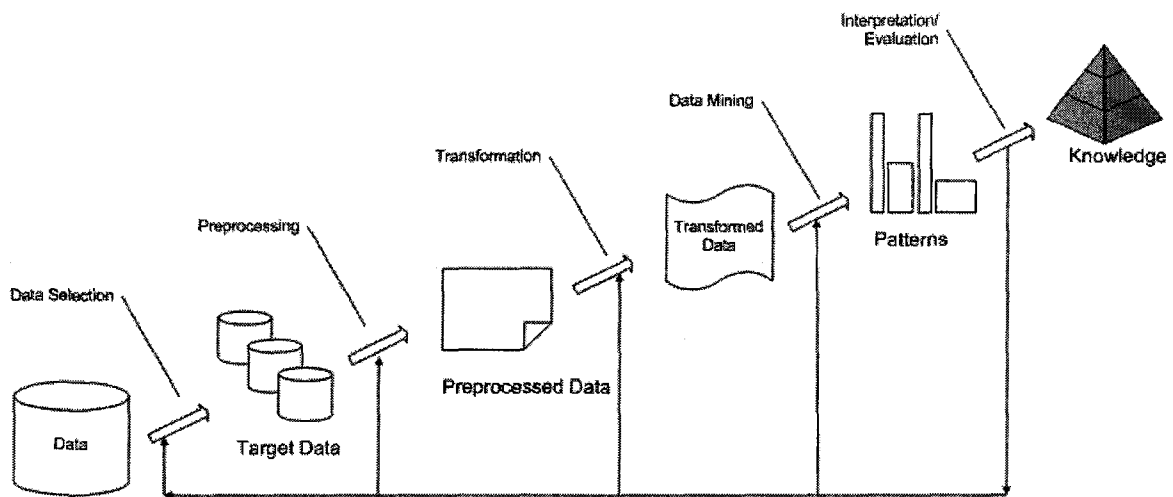 Interpretation/
Evaluation
Data Mining
Knowledge
Transformation
Patterns
Transformed
Data
Preprocessing
Data Selection
Preprocessed Data
Target Data
Data